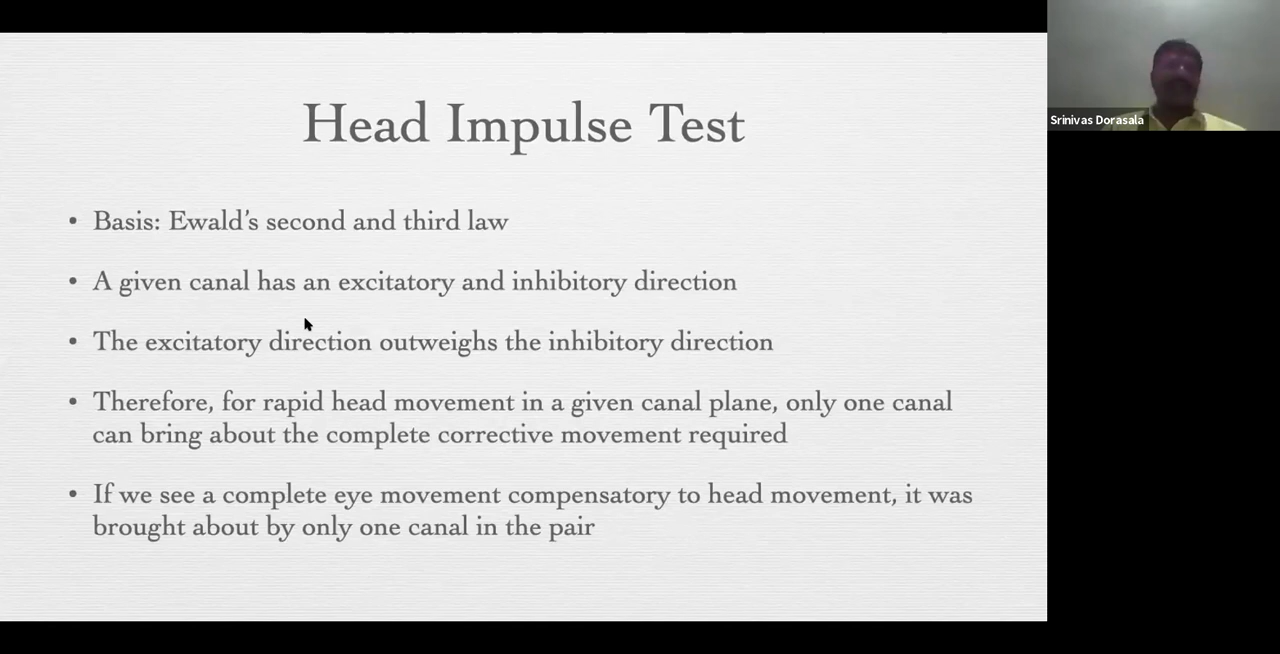 Head Impulse Test
• Basis: Ewald’s second and third law
• A given canal has an excitatory and inhibitory direction
• The excitatory direction outweighs the inhibitory direction
• Therefore, for rapid head movement in a given canal plane, only one canal
can bring about the complete corrective movement required
• If we see a complete eye movement compensatory to head movement, it was
brought about by only one canal in the pair
Srinivas Dorasala